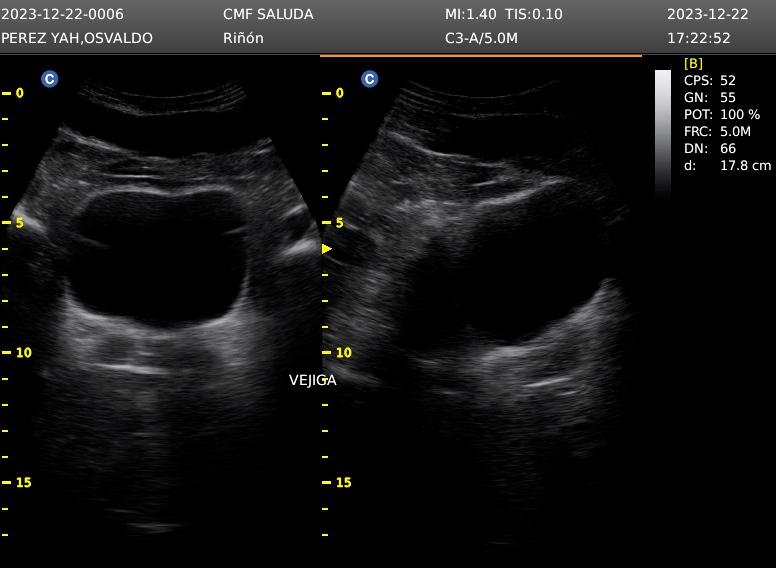 2023-12-22-0006 CMF SALUDA MI:1.40 TIS:0.10 2023-12-22
PEREZ YAH,OSVALDO Riñón C3-A/5.0M 17:22:52
[B]
CPS: 52
GN: 55
POT: 100 %
FRC: 5.0M
DN: 66
d: 17.8 cm
C C
0 0
5 5
10 10
VEJIGA
15 15